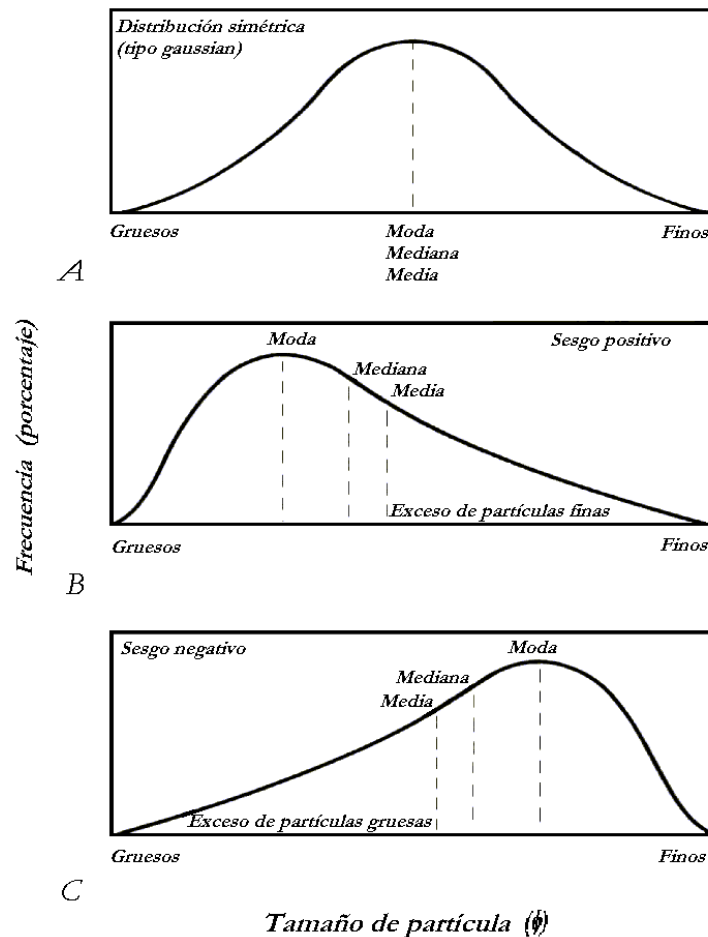 Distribución simétrica
(tipo gaussian)
Gruesos
Moda
Finos
Mediana
Media
A
Frecuencia (porcentaje)
Moda
Sesgo positivo
Mediana
Media
Exceso de partículas finas
Gruesos
Finos
B
Sesgo negativo
Moda
Mediana
Media
Exceso de partículas gruesas
Gruesos
Finos
C
Tamaño de partícula (ϕ)